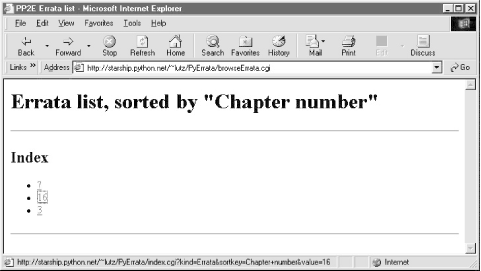 PP2E Errata list - Microsoft Internet Explorer
File Edit View Favorites Tools Help
Back Forward Stop Refresh Home Search Favorites History Mail Print Edit Discuss
Links » Address http://starship.python.net/~lutz/PyErrata/browseErrata.cgi Go
Errata list, sorted by "Chapter number"
Index
7
16
3
http://starship.python.net/~lutz/PyErrata/index.cgi?kind=Errata&sortkey=Chapter+number&value=16 Internet